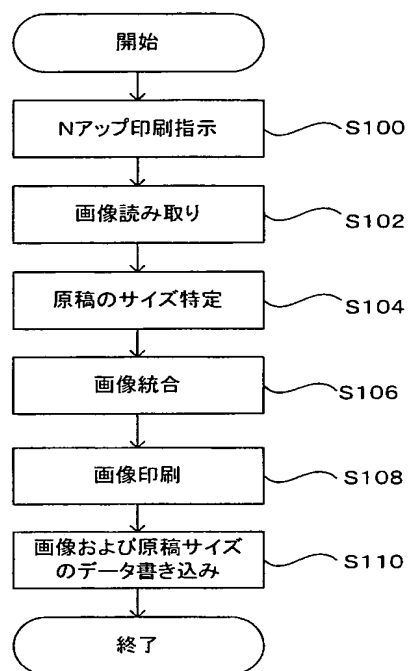 開始
Nアップ印刷指示
S100
画像読み取り
S102
原稿のサイズ特定
S104
画像統合
S106
画像印刷
S108
画像および原稿サイズ
のデータ書き込み
S110
終了